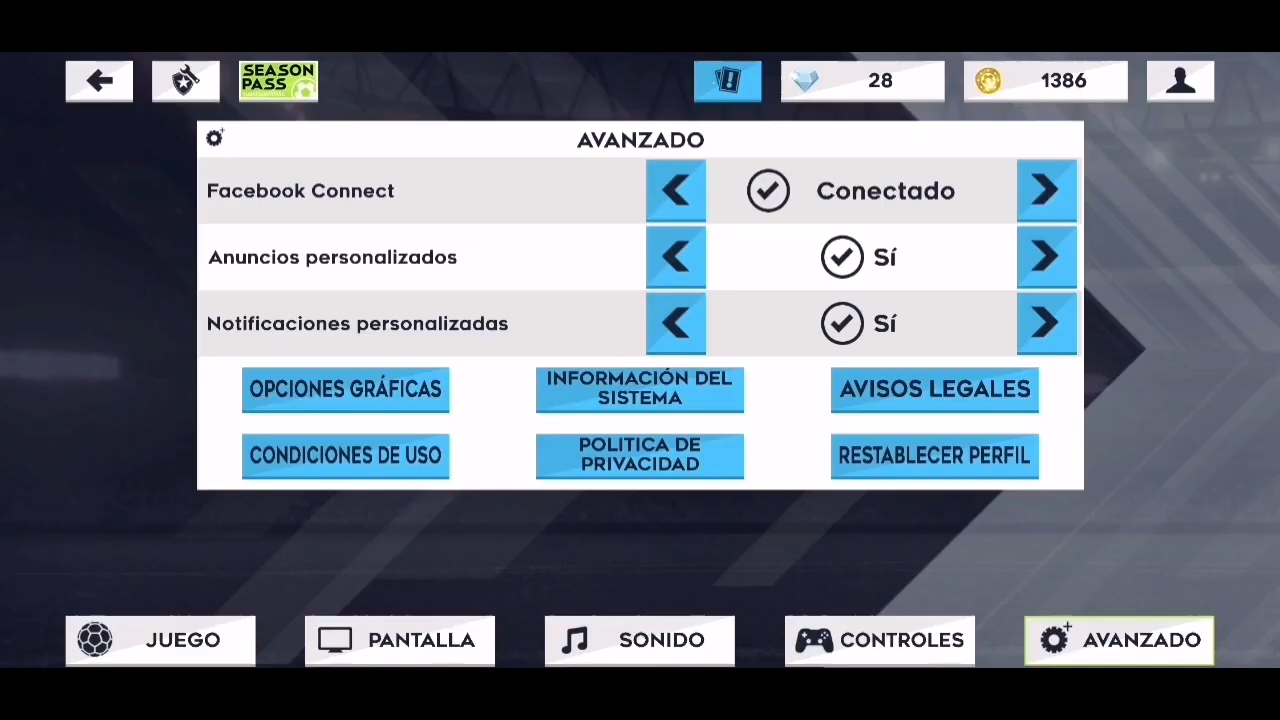 SEASON
PASS
28
1386
AVANZADO
Facebook Connect
Conectado
Anuncios personalizados
Sí
Notificaciones personalizadas
Sí
OPCIONES GRÁFICAS
INFORMACIÓN DEL
SISTEMA
AVISOS LEGALES
CONDICIONES DE USO
POLITICA DE
PRIVACIDAD
RESTABLECER PERFIL
JUEGO
PANTALLA
SONIDO
CONTROLES
AVANZADO